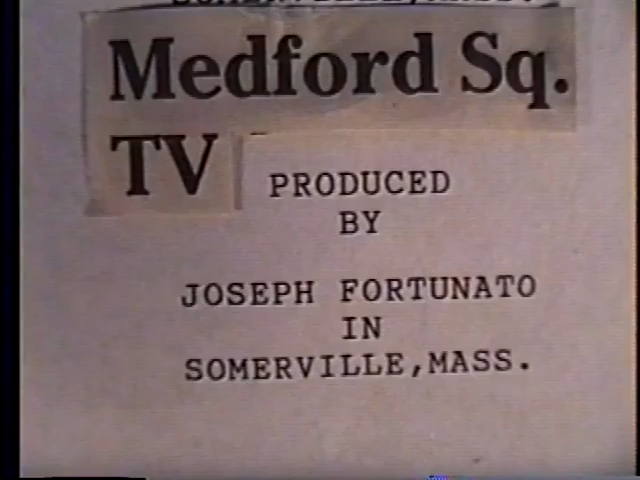 Medford Sq.
TV
PRODUCED
BY
JOSEPH FORTUNATO
IN
SOMERVILLE,MASS.